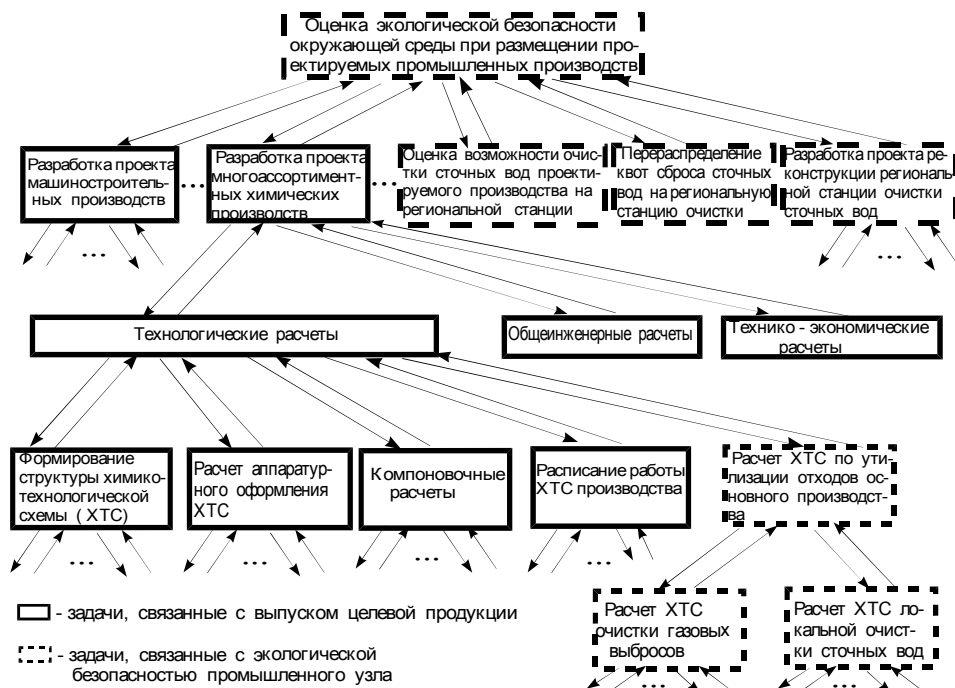 Оценка экологической безопасности
окружающей среды при размещении про-
ектируемых промышленных производств
Разработка проекта
машиностроитель-
ных производств
...
Разработка проекта
многоассортимент-
ных химических
производств
...
Оценка возможности очис-
тки сточных вод проекти-
руемого производства на
региональной станции
Перераспределение
квот сброса сточных
вод на региональную
станцию очистки
Разработка проекта ре-
конструкции региональ-
ной станции очистки
сточных вод
...
...
Технологические расчеты
Общеинженерные расчеты
Технико - экономические
расчеты
Формирование
структуры химико-
технологической
схемы ( ХТС)
Расчет аппаратур-
ного оформления
ХТС
Компоновочные
расчеты
Расписание работы
ХТС производства
Расчет ХТС по ути-
лизации отходов ос-
новного производст-
ва
...
...
...
...
Расчет ХТС
очистки газовых
выбросов
Расчет ХТС ло-
кальной очист-
ки сточных вод
...
...
- задачи, связанные с выпуском целевой продукции
- задачи, связанные с экологической
безопасностью промышленного узла